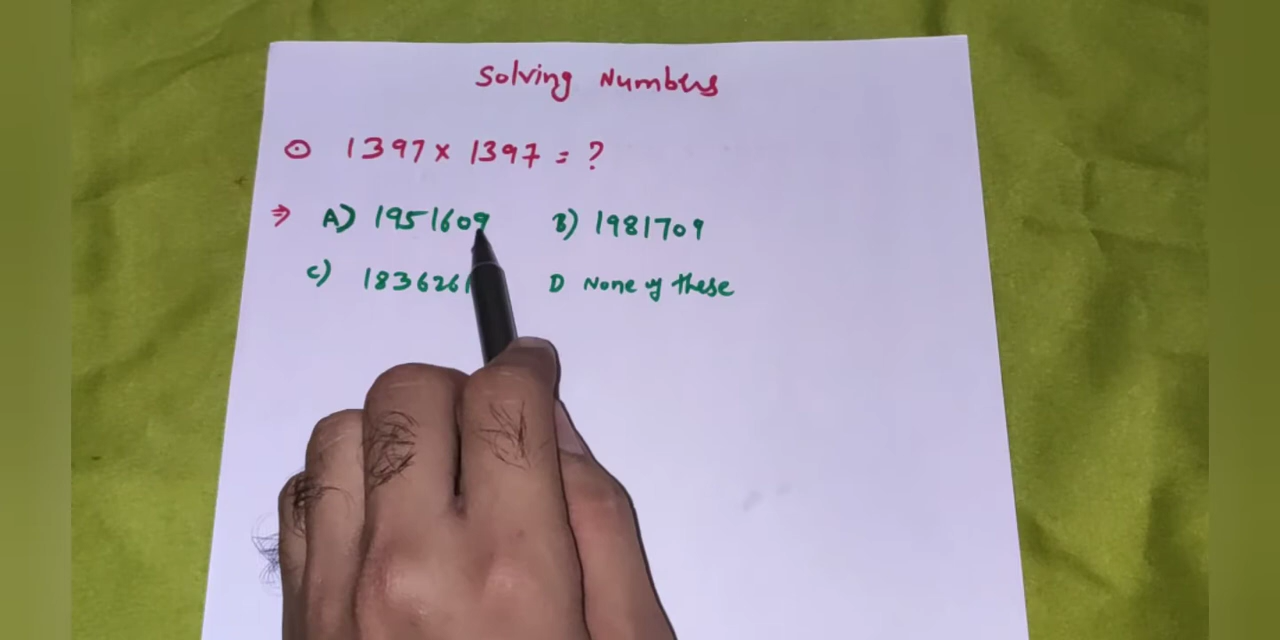 Solving Numbers
⊙ 1397 × 1397 = ?
⇒ A) 1951609 B) 1981709
C) 183626 D None of these